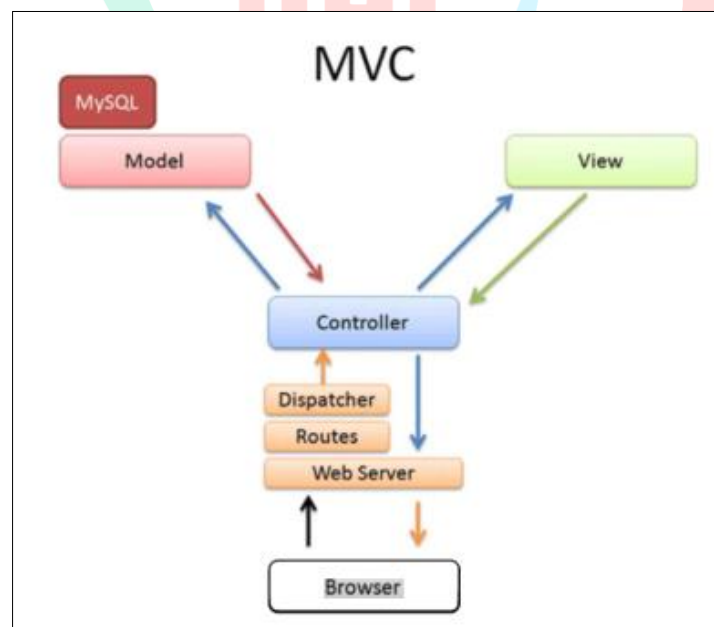 MVC
MySQL
Model
View
Controller
Dispatcher
Routes
Web Server
Browser